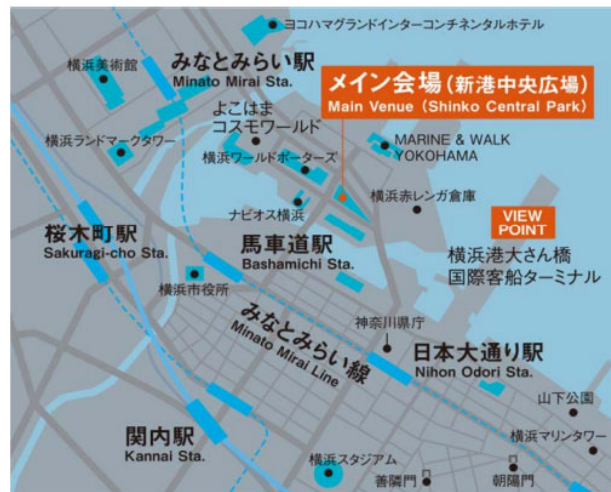 ヨコハマグランドインターコンチネンタルホテル
みなとみらい駅
Minato Mirai Sta.
横浜美術館
メイン会場(新港中央広場)
Main Venue (Shinko Central Park)
よこはま
コスモワールド
横浜ランドマークタワー
横浜ワールドポーターズ
MARINE & WALK
YOKOHAMA
横浜赤レンガ倉庫
ナビオス横浜
VIEW
POINT
横浜港大さん橋
国際客船ターミナル
桜木町駅
Sakuragi-cho Sta.
馬車道駅
Bashamichi Sta.
横浜市役所
みなとみらい線
Minato Mirai Line
神奈川県庁
日本大通り駅
Nihon Odori Sta.
山下公園
横浜マリンタワー
関内駅
Kannai Sta.
横浜スタジアム
善隣門
朝陽門